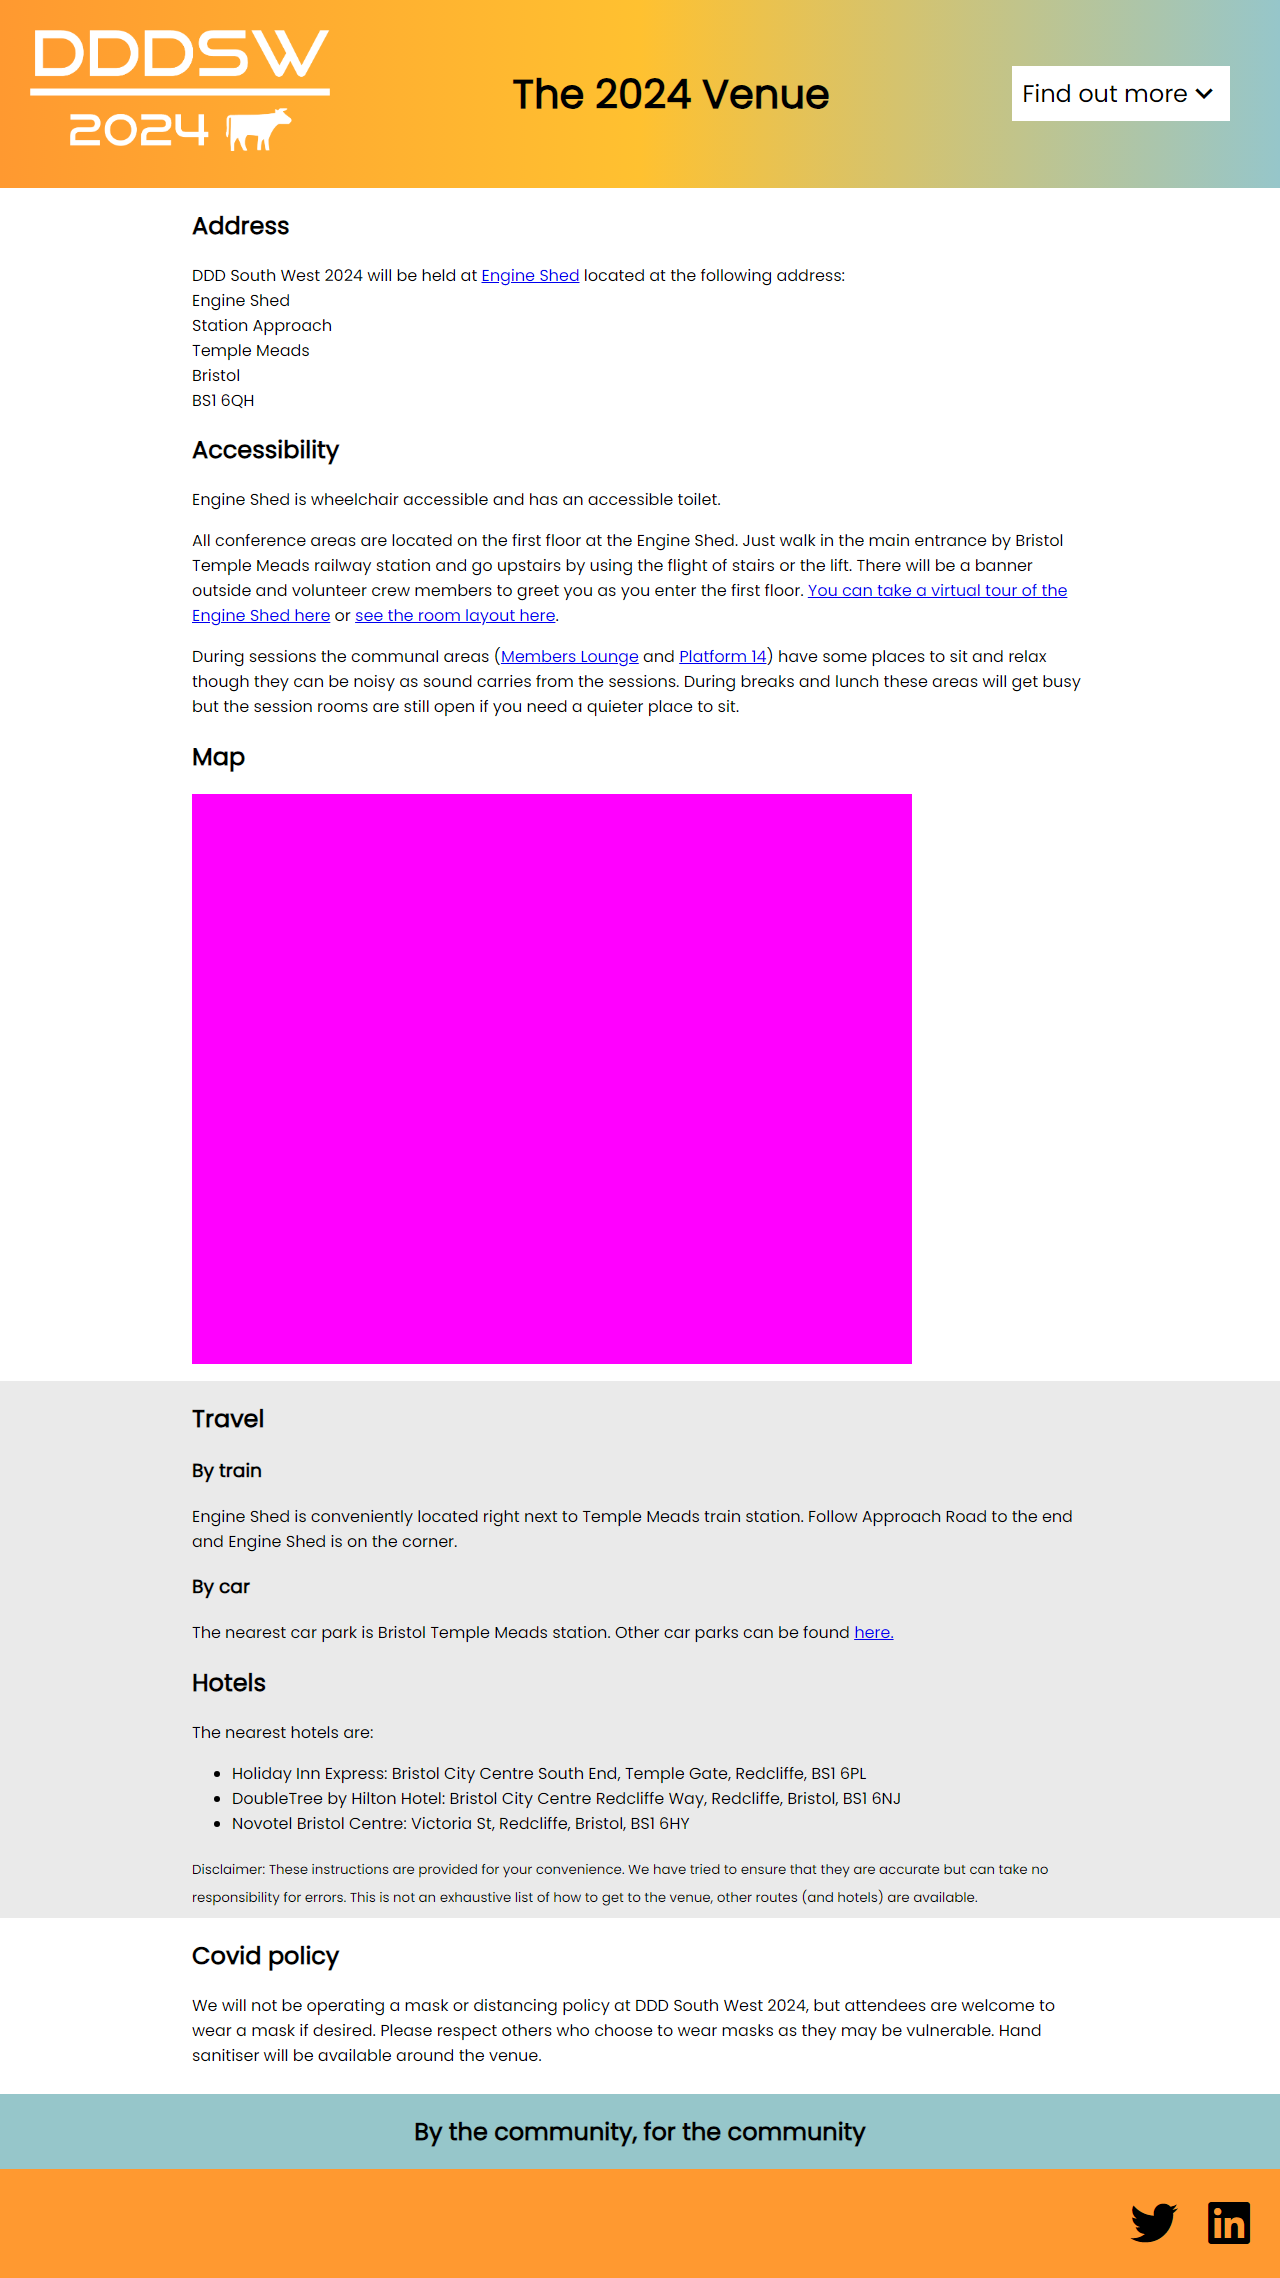 DDDSW
2024
The 2024 Venue
Find out more
Address
DDD South West 2024 will be held at Engine Shed located at the following address:
Engine Shed
Station Approach
Temple Meads
Bristol
BS1 6QH
Accessibility
Engine Shed is wheelchair accessible and has an accessible toilet.
All conference areas are located on the first floor at the Engine Shed. Just walk in the main entrance by Bristol
Temple Meads railway station and go upstairs by using the flight of stairs or the lift. There will be a banner
outside and volunteer crew members to greet you as you enter the first floor. You can take a virtual tour of the
Engine Shed here or see the room layout here.
During sessions the communal areas (Members Lounge and Platform 14) have some places to sit and relax
though they can be noisy as sound carries from the sessions. During breaks and lunch these areas will get busy
but the session rooms are still open if you need a quieter place to sit.
Map
Travel
By train
Engine Shed is conveniently located right next to Temple Meads train station. Follow Approach Road to the end
and Engine Shed is on the corner.
By car
The nearest car park is Bristol Temple Meads station. Other car parks can be found here.
Hotels
The nearest hotels are:
• Holiday Inn Express: Bristol City Centre South End, Temple Gate, Redcliffe, BS1 6PL
• DoubleTree by Hilton Hotel: Bristol City Centre Redcliffe Way, Redcliffe, Bristol, BS1 6NJ
• Novotel Bristol Centre: Victoria St, Redcliffe, Bristol, BS1 6HY
Disclaimer: These instructions are provided for your convenience. We have tried to ensure that they are accurate but can take no
responsibility for errors. This is not an exhaustive list of how to get to the venue, other routes (and hotels) are available.
Covid policy
We will not be operating a mask or distancing policy at DDD South West 2024, but attendees are welcome to
wear a mask if desired. Please respect others who choose to wear masks as they may be vulnerable. Hand
sanitiser will be available around the venue.
By the community, for the community
in